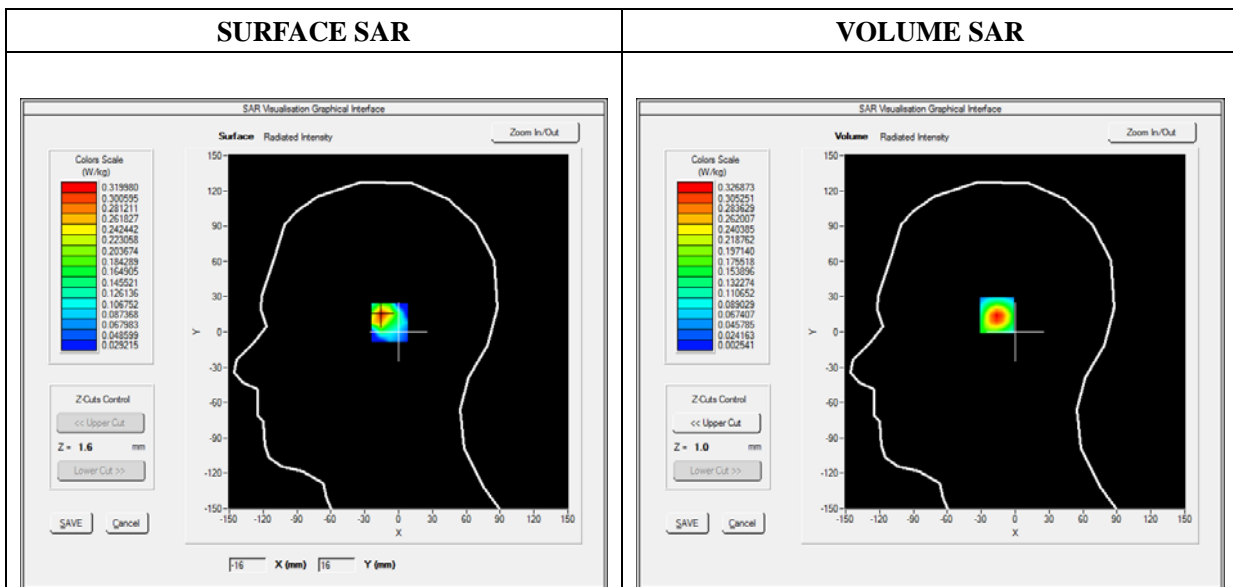 SURFACE SAR
VOLUME SAR
SAR Visualisation Graphical Interface
Surface Radiated Intensity
Zoom In/Out
Colors Scale
(W/kg)
0.319980
0.300595
0.281211
0.261827
0.242442
0.223058
0.203674
0.184289
0.164905
0.145521
0.126136
0.106752
0.087368
0.067983
0.048599
0.029215
Z-Cuts Control
<< Upper Cut
Z = 1.6 mm
Lower Cut >>
SAVE Cancel
150
120
90
60
30
0
-30
-60
-90
-120
-150
Y
-150 -120 -90 -60 -30 0 30 60 90 120 150
X
-16 X (mm) 16 Y (mm)
SAR Visualisation Graphical Interface
Volume Radiated Intensity
Zoom In/Out
Colors Scale
(W/kg)
0.326873
0.305251
0.283629
0.262007
0.240385
0.218762
0.197140
0.175518
0.153896
0.132274
0.110652
0.089029
0.067407
0.045785
0.024163
0.002541
Z-Cuts Control
<< Upper Cut
Z = 1.0 mm
Lower Cut >>
SAVE Cancel
150
120
90
60
30
0
-30
-60
-90
-120
-150
Y
-150 -120 -90 -60 -30 0 30 60 90 120 150
X